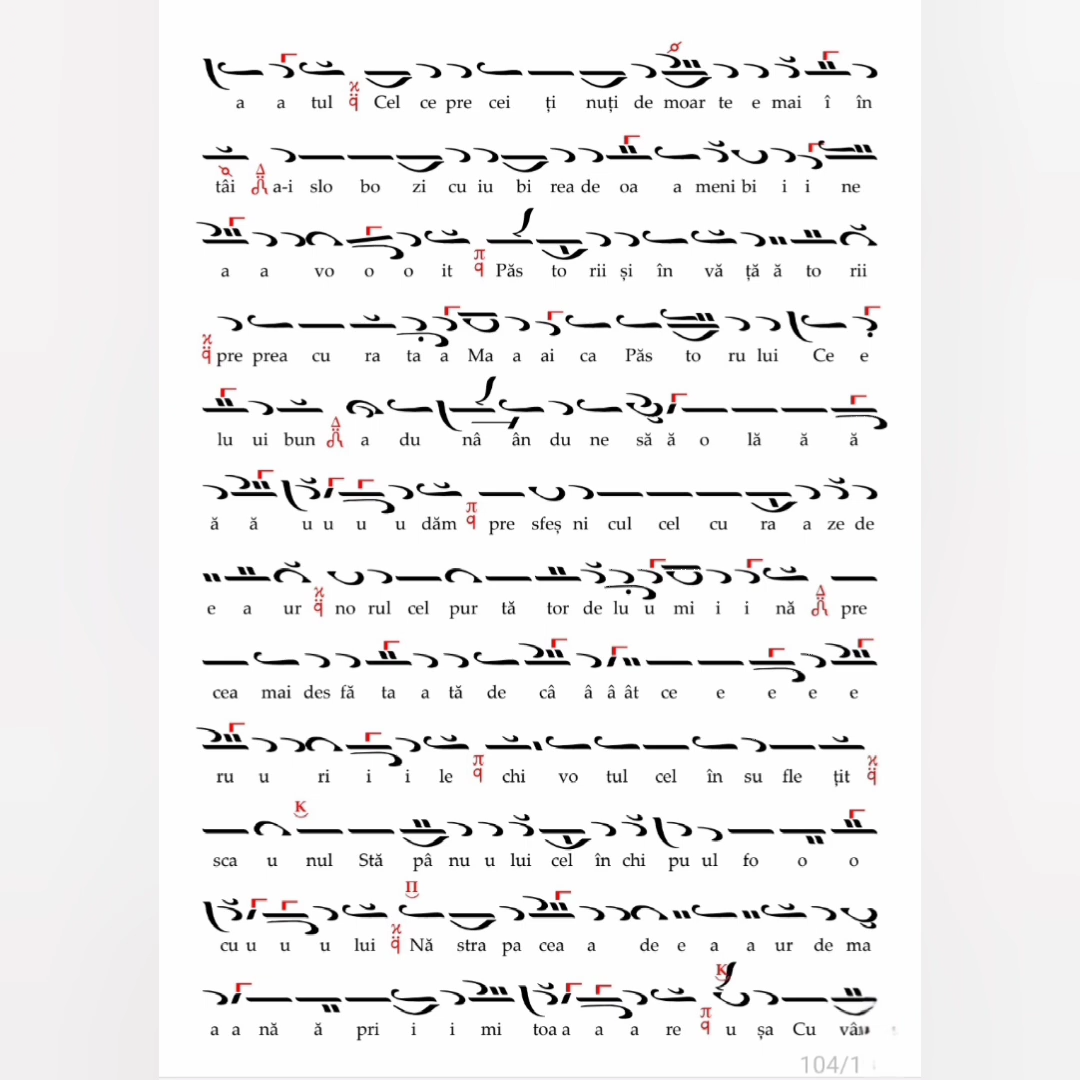 a a tul Cel ce pre cei ți nuți de moar te e mai î în
tâi a-i slo bo zi cu iu bi rea de oa a meni bi i i ne
a a vo o o it Păs to rii și în vă ță ă to rii
pre prea cu ra ta a Ma a ai ca Păs to ru lui Ce e
lu ui bun a du nâ ân du ne să ă o lă ă ă
ă ă u u u u dăm pre sfeș ni cul cel cu ra a ze de
e a ur no rul cel pur tă tor de lu u mi i i nă pre
cea mai des fă ta a tă de câ â â ât ce e e e e
ru u ri i i le chi vo tul cel în su fle țit
K
sca u nul Stă pâ nu u lui cel în chi pu ul fo o o
Π
cu u u u lui Nă stra pa cea a de e a a ur de ma
K
a a nă ă pri i i mi toa a a a re u șa Cu
104/1